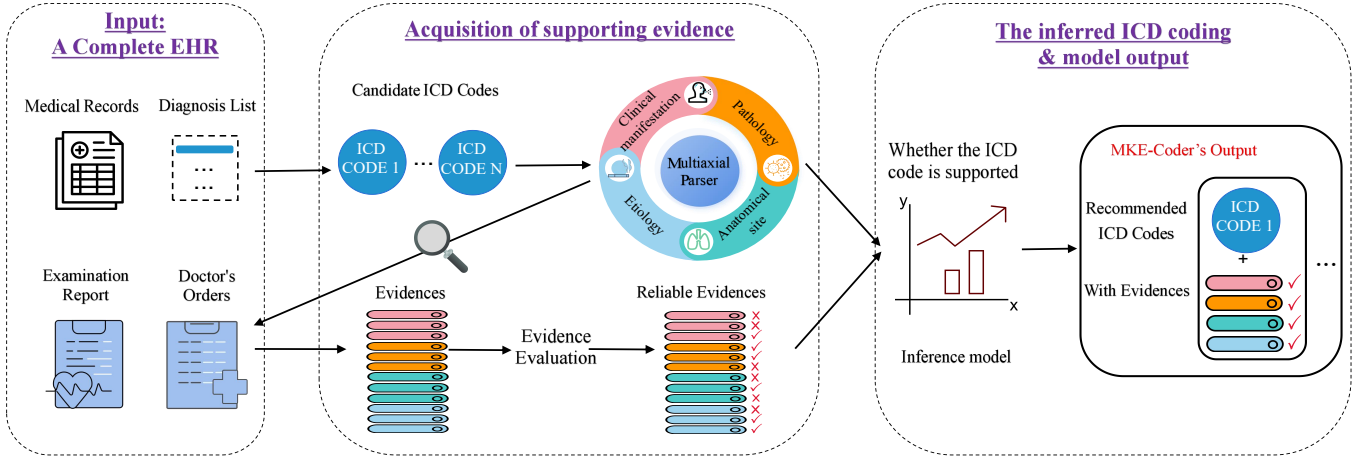 Input:
A Complete EHR
Medical Records
Diagnosis List
...
...
Examination
Report
Doctor's
Orders
Acquisition of supporting evidence
Candidate ICD Codes
ICD
CODE 1
...
ICD
CODE N
Clinical
manifestation
Pathology
Multiaxial
Parser
Etiology
Anatomical
site
Evidences
Evidence
Evaluation
Reliable Evidences
The inferred ICD coding
& model output
Whether the ICD
code is supported
y
x
Inference model
MKE-Coder's Output
Recommended
ICD Codes
ICD
CODE 1
+
With Evidences
...